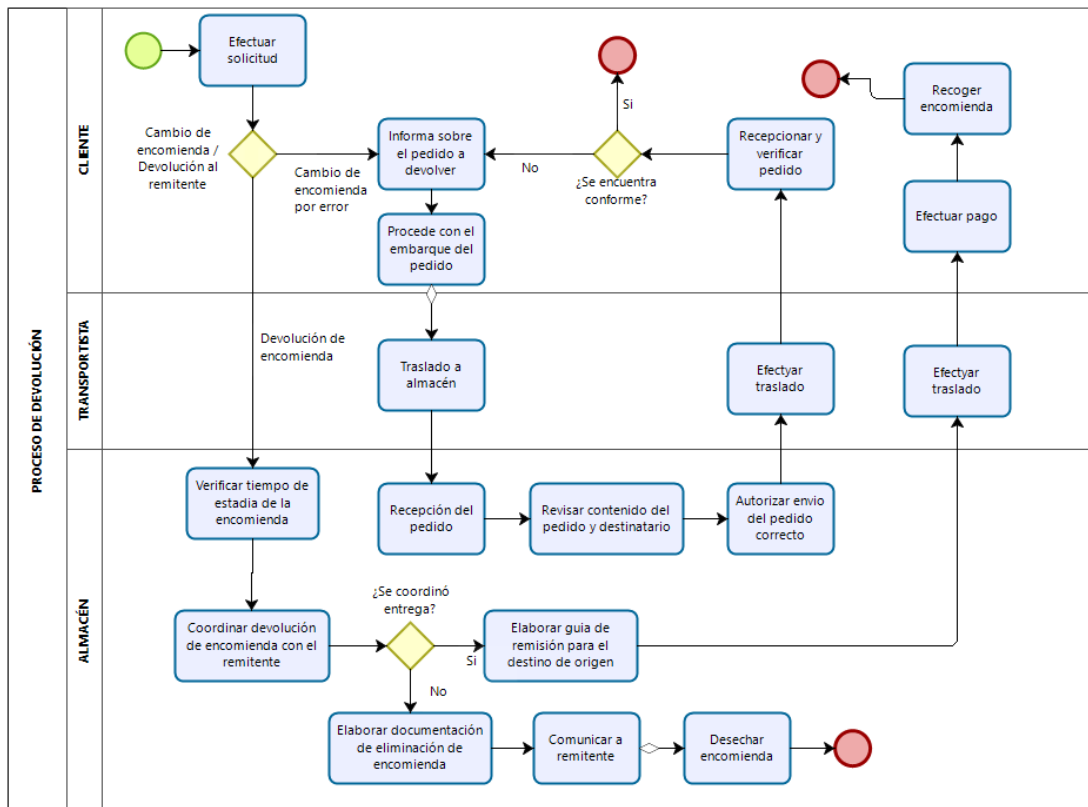 PROCESO DE DEVOLUCIÓN
CLIENTE
Efectuar
solicitud
Cambio de
encomienda /
Devolución al
remitente
Cambio de
encomienda
por error
Informa sobre
el pedido a
devolver
Procede con el
embarque del
pedido
No
Si
¿Se encuentra
conforme?
Recepcionar y
verificar
pedido
Recoger
encomienda
Efectuar pago
TRANSPORTISTA
Devolución de
encomienda
Traslado a
almacén
Efectyar
traslado
Efectyar
traslado
ALMACÉN
Verificar tiempo de
estadia de la
encomienda
Recepción del
pedido
Revisar contenido del
pedido y destinatario
Autorizar envio
del pedido
correcto
Coordinar devolución
de encomienda con el
remitente
¿Se coordinó
entrega?
Si
Elaborar guia de
remisión para el
destino de origen
No
Elaborar documentación
de eliminación de
encomienda
Comunicar a
remitente
Desechar
encomienda